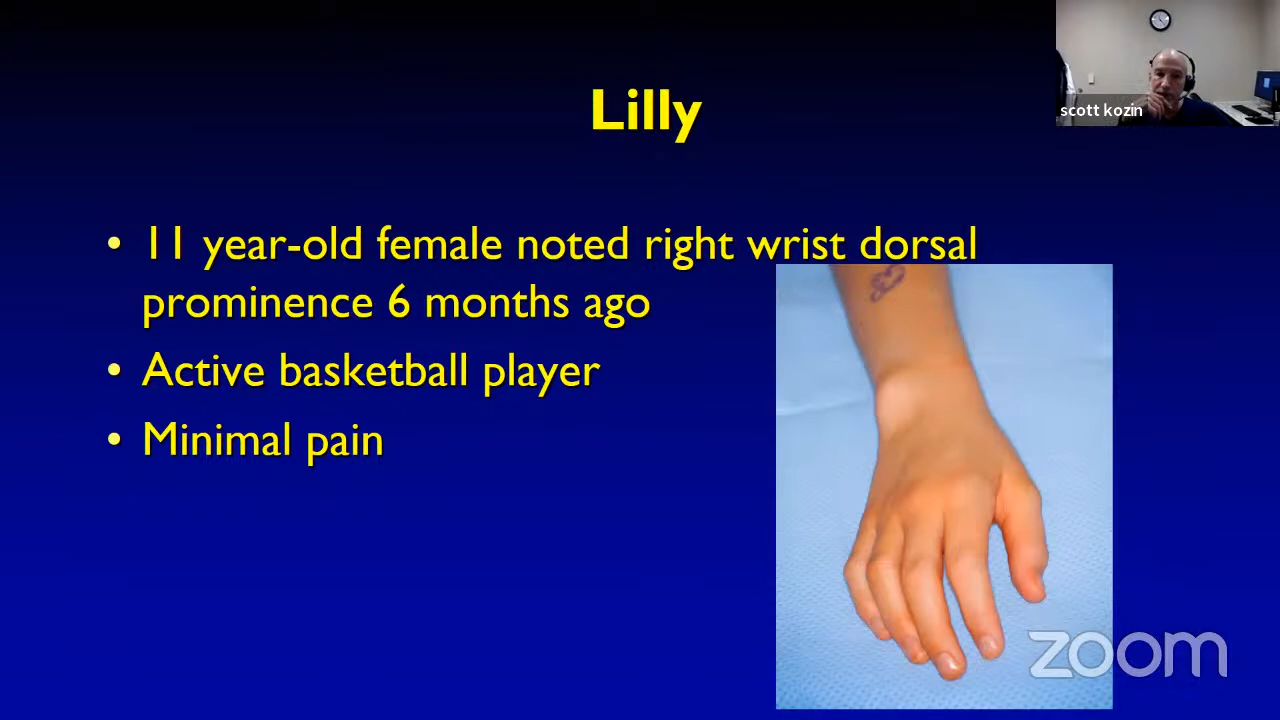 scott kozin
Lilly
• 11 year-old female noted right wrist dorsal
prominence 6 months ago
• Active basketball player
• Minimal pain
zoom